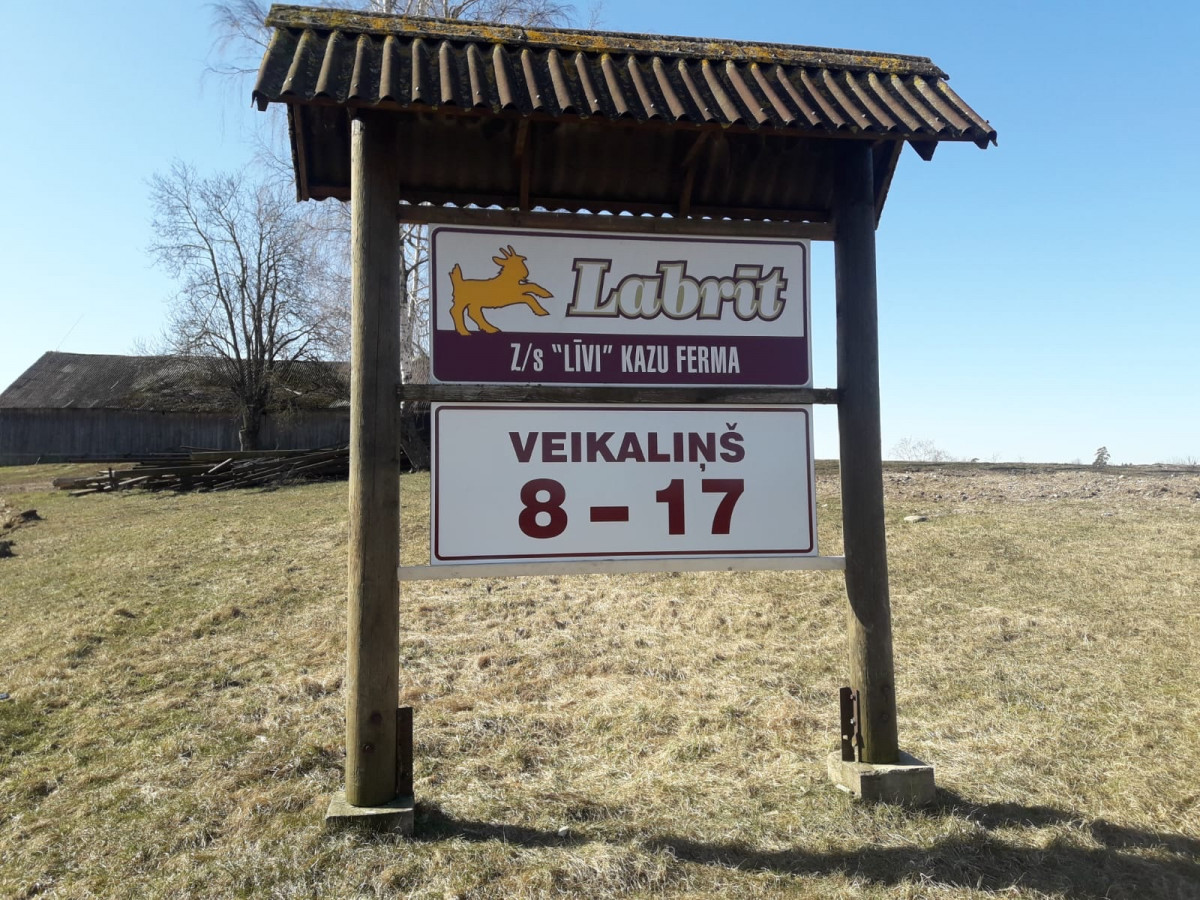 Labrīt
Z/s "LĪVI" KAZU FERMA
VEIKALIŅŠ
8 - 17